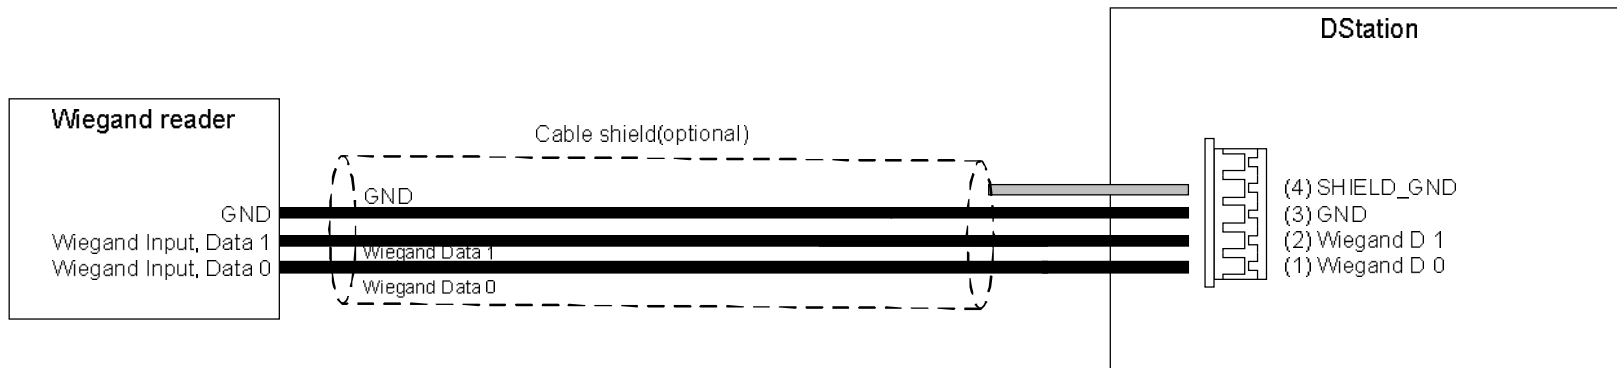 DStation
Wiegand reader
Cable shield(optional)
GND
GND
Wiegand Input, Data 1
Wiegand Data 1
Wiegand Input, Data 0
Wiegand Data 0
(4) SHIELD_GND
(3) GND
(2) Wiegand D 1
(1) Wiegand D 0